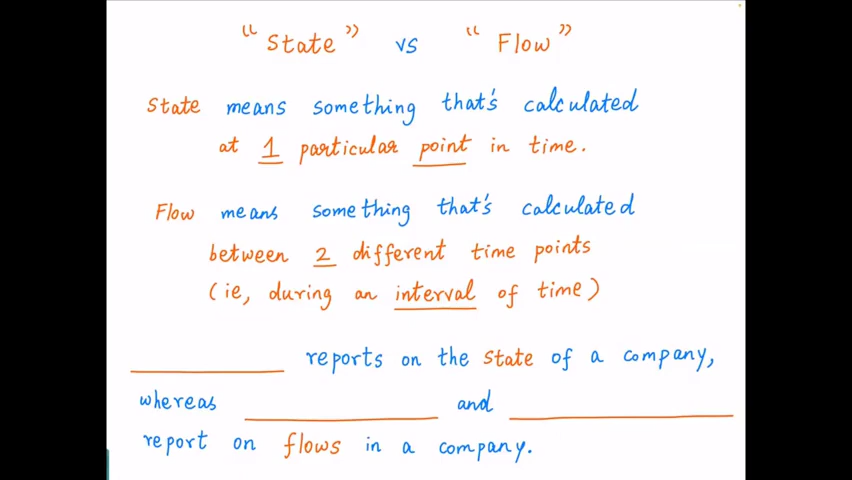 "State" vs "Flow"
State means something that's calculated
at 1 particular point in time.
Flow means something that's calculated
between 2 different time points
(ie, during an interval of time)
____________ reports on the state of a company,
whereas ____________ and ____________
report on flows in a company.